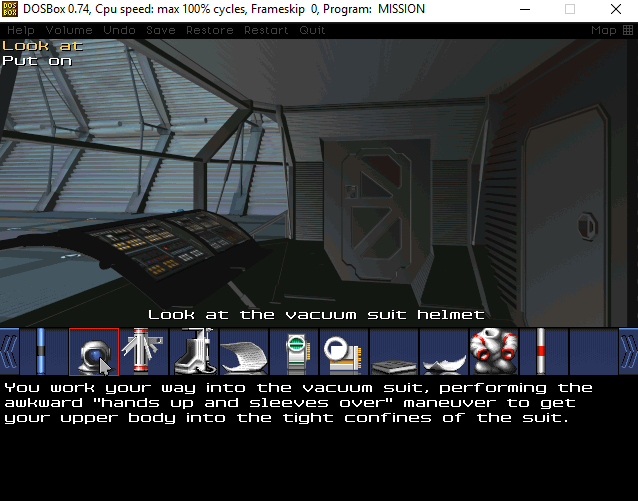 DOS
BOX
DOSBox 0.74, Cpu speed: max 100% cycles, Frameskip 0, Program: MISSION
Help Volume Undo Save Restore Restart Quit Map
Look at
Put on
Look at the vacuum suit helmet
You work your way into the vacuum suit, performing the
awkward "hands up and sleeves over" maneuver to get
your upper body into the tight confines of the suit.